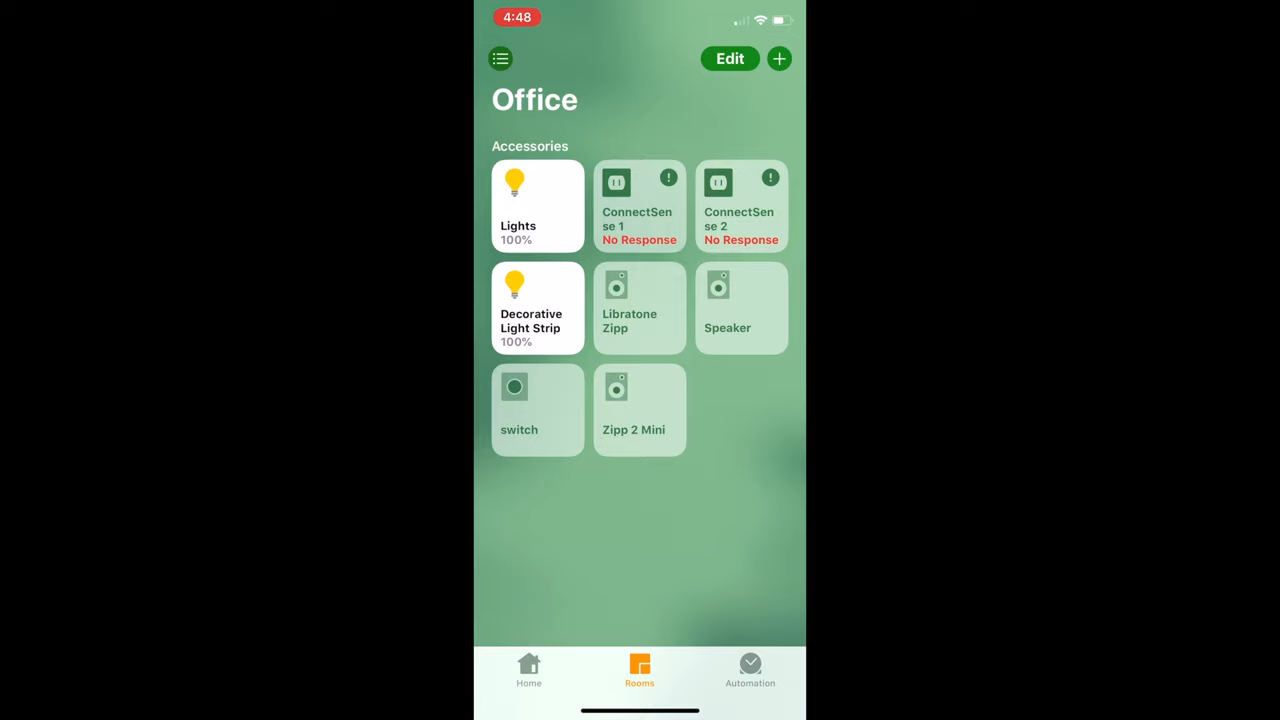 4:48
Edit
Office
Accessories
Lights
100%
ConnectSen
se 1
No Response
ConnectSen
se 2
No Response
Decorative
Light Strip
100%
Libratone
Zipp
Speaker
switch
Zipp 2 Mini
Home
Rooms
Automation